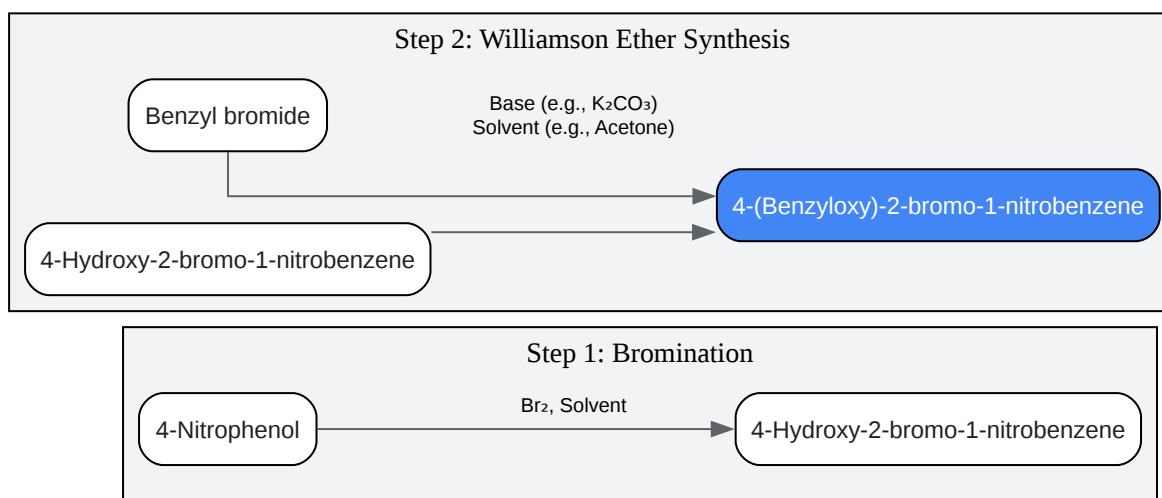 Step 2: Williamson Ether Synthesis
Benzyl bromide
Base (e.g., K₂CO₃)
Solvent (e.g., Acetone)
4-(Benzyloxy)-2-bromo-1-nitrobenzene
4-Hydroxy-2-bromo-1-nitrobenzene
Step 1: Bromination
4-Nitrophenol
Br₂, Solvent
4-Hydroxy-2-bromo-1-nitrobenzene